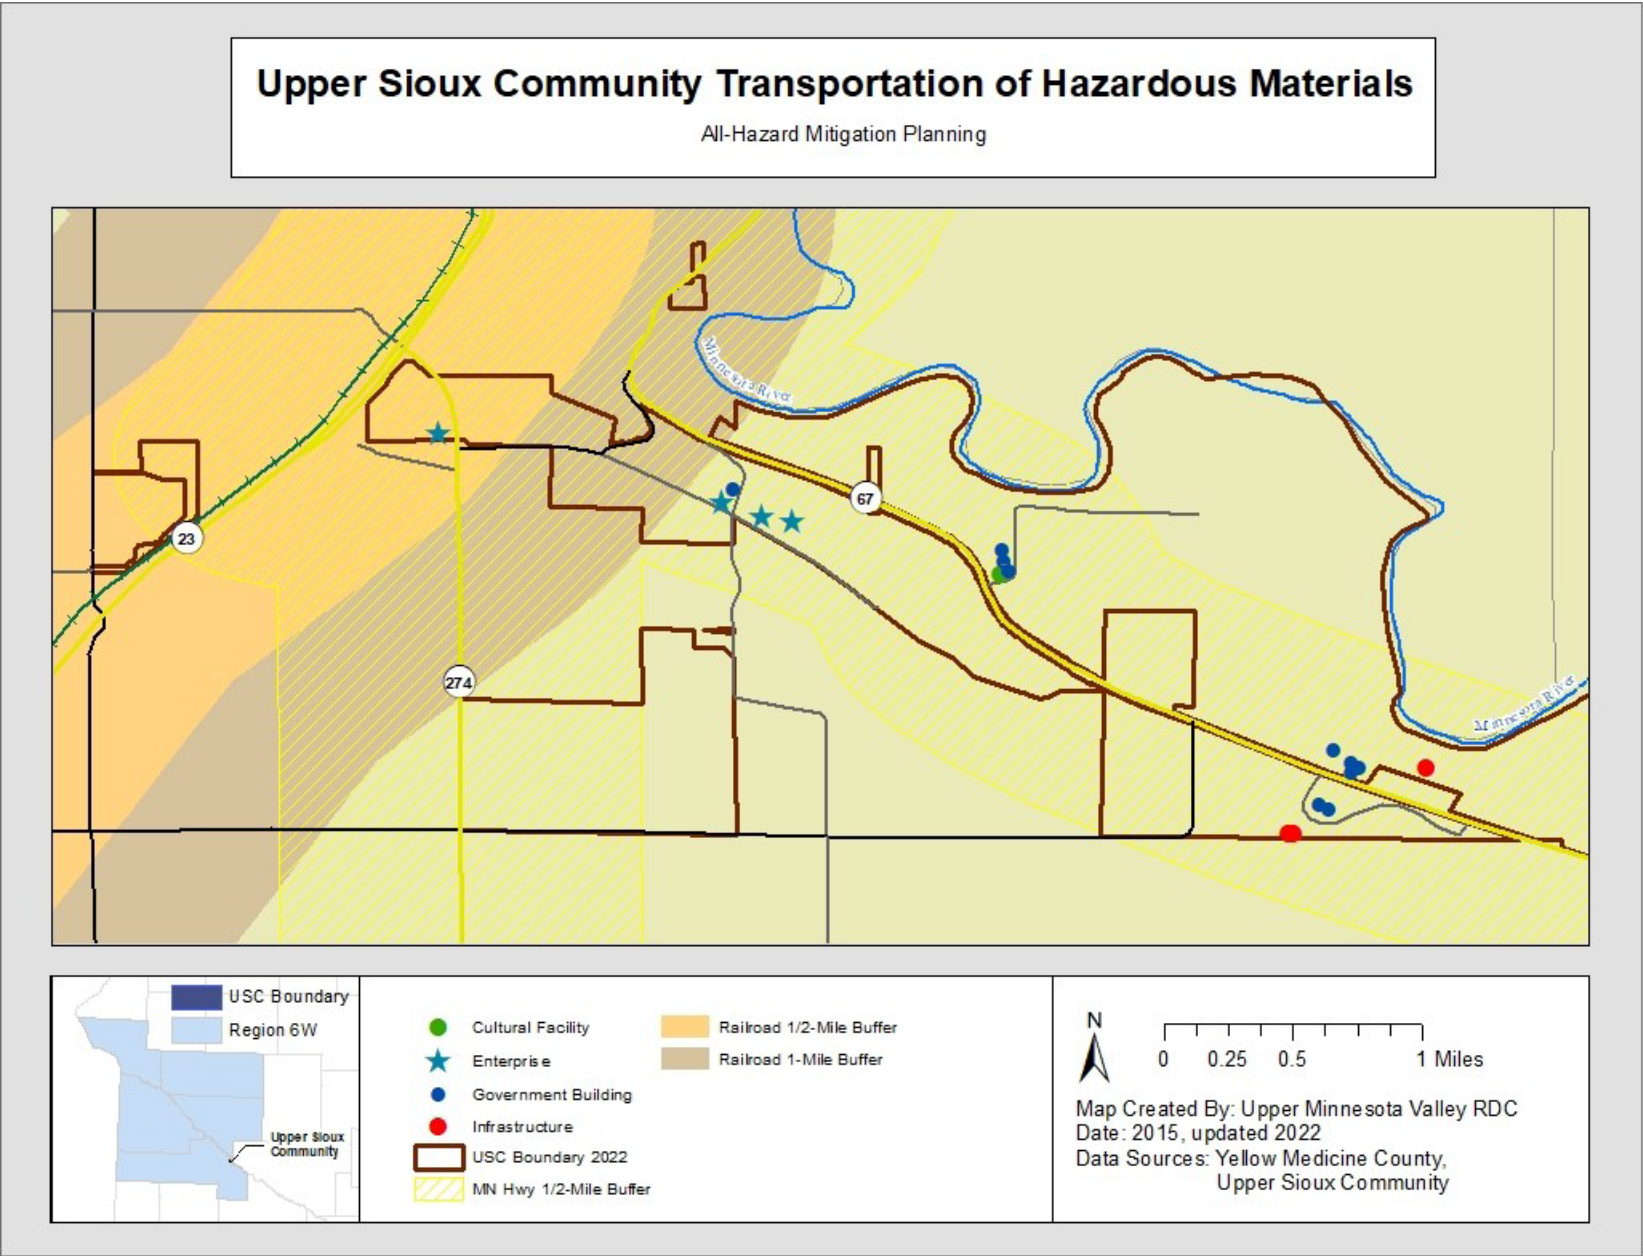 Upper Sioux Community Transportation of Hazardous Materials
All-Hazard Mitigation Planning
Minnesota River
67
23
274
Minnesota River
USC Boundary
Region 6W
Upper Sioux
Community
Cultural Facility
Enterprise
Government Building
Infrastructure
USC Boundary 2022
MN Hwy 1/2-Mile Buffer
Railroad 1/2-Mile Buffer
Railroad 1-Mile Buffer
N
0 0.25 0.5 1 Miles
Map Created By: Upper Minnesota Valley RDC
Date: 2015, updated 2022
Data Sources: Yellow Medicine County,
Upper Sioux Community